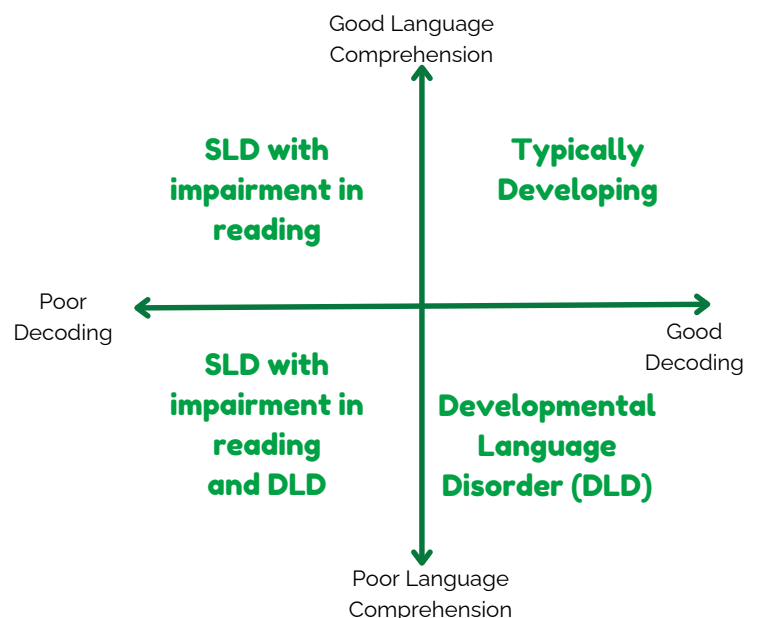 Good Language
Comprehension
SLD with
impairment in
reading
Typically
Developing
Poor
Decoding
Good
Decoding
SLD with
impairment in
reading
and DLD
Developmental
Language
Disorder (DLD)
Poor Language
Comprehension